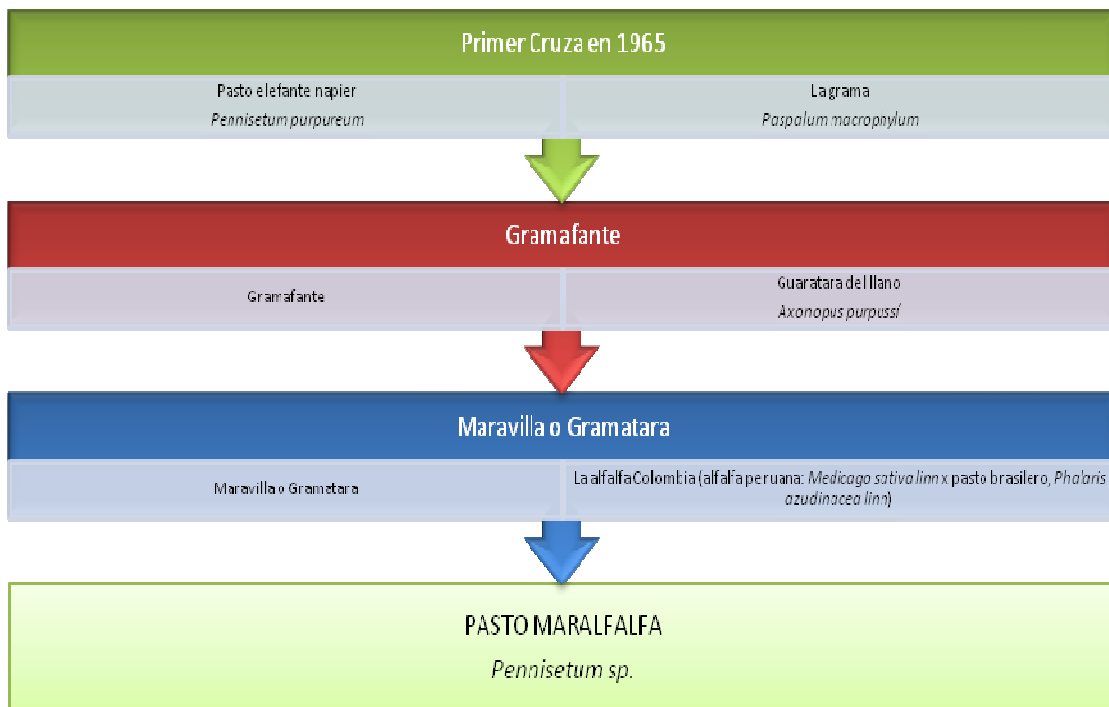 Primer Cruza en 1965
Pasto elefante napier
Pennisetum purpureum
La grama
Paspalum macrophylum
Gramafante
Gramafante
Guaratara del llano
Axonopus purpussí
Maravilla o Gramatara
Maravilla o Gramatara
La alfalfa Colombia (alfalfa peruana: Medicago sativa linn x pasto brasilero, Phalaris
azudinacea linn)
PASTO MARALFALFA
Pennisetum sp.